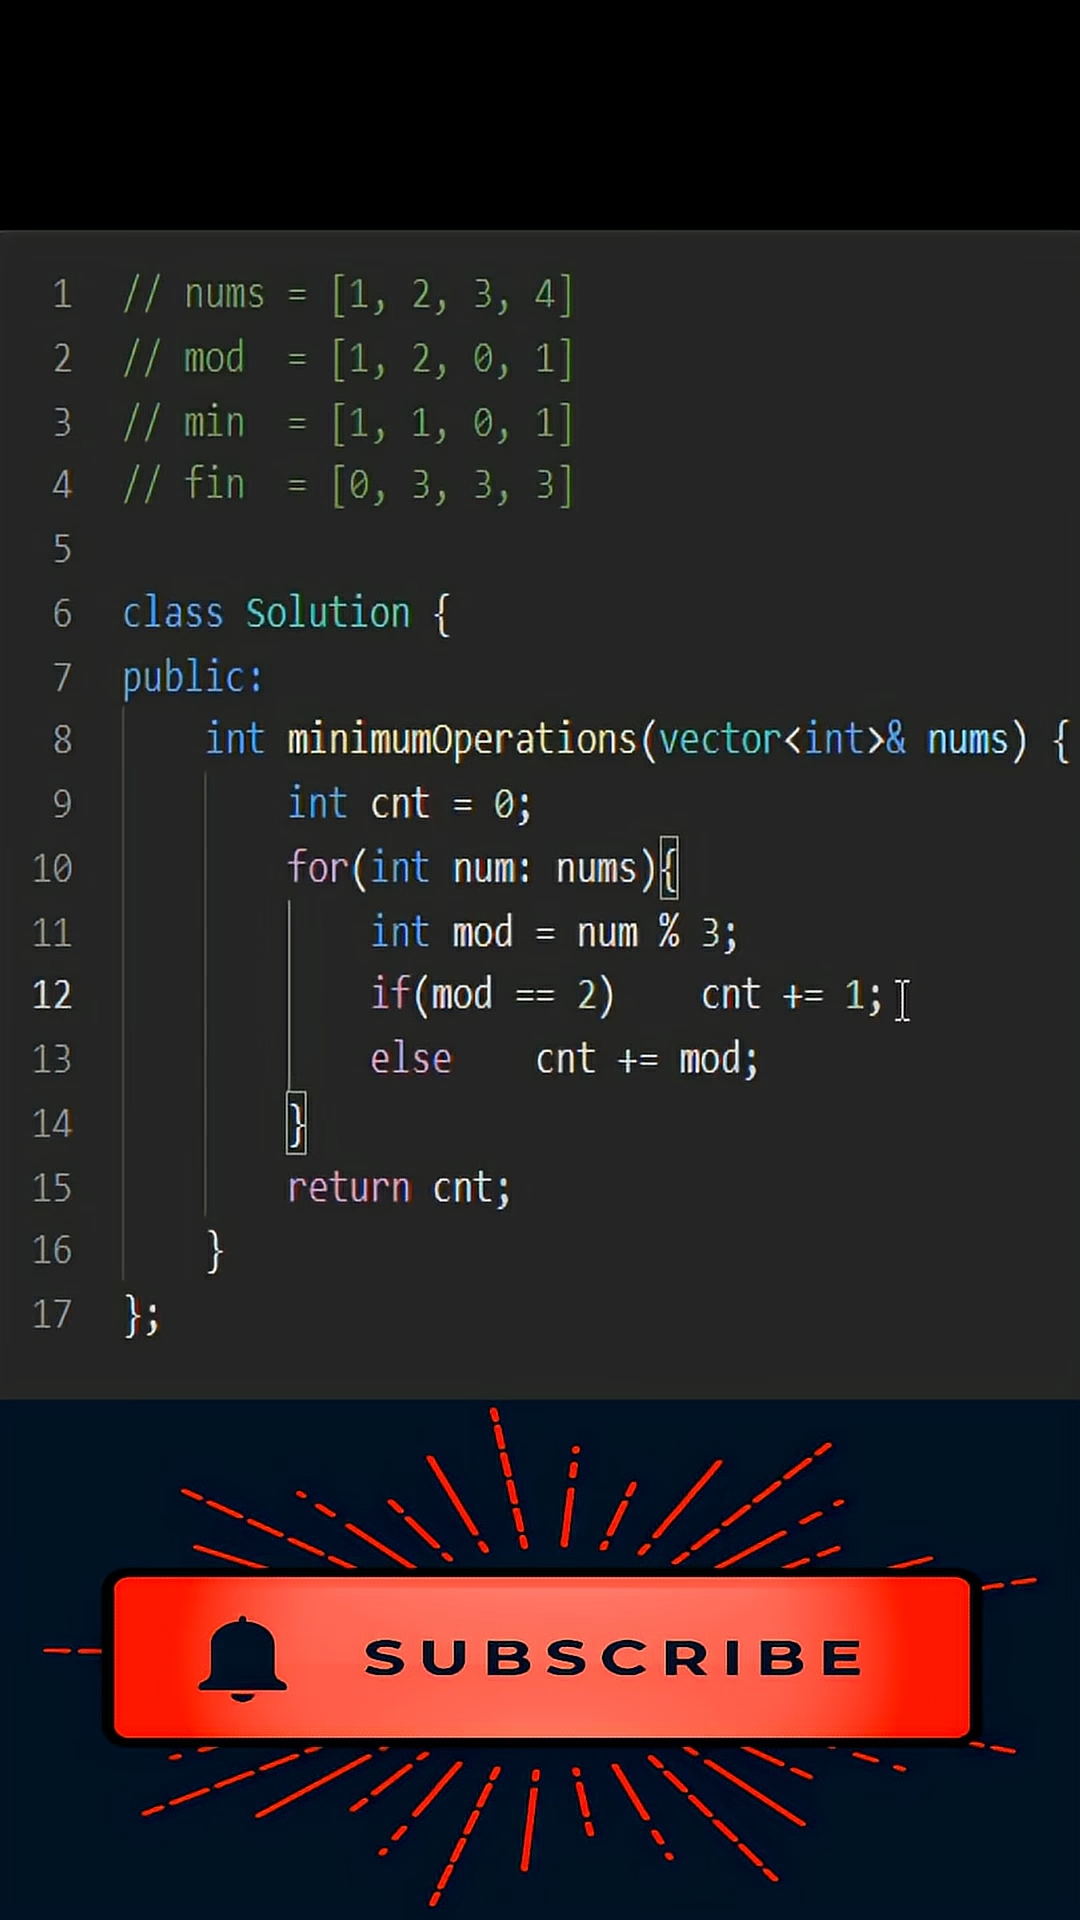 1 // nums = [1, 2, 3, 4]
2 // mod  = [1, 2, 0, 1]
3 // min  = [1, 1, 0, 1]
4 // fin  = [0, 3, 3, 3]
5
6 class Solution {
7 public:
8     int minimumOperations(vector<int>& nums) {
9         int cnt = 0;
10         for(int num: nums){
11             int mod = num % 3;
12             if(mod == 2)    cnt += 1;
13             else    cnt += mod;
14         }
15         return cnt;
16     }
17 };
SUBSCRIBE